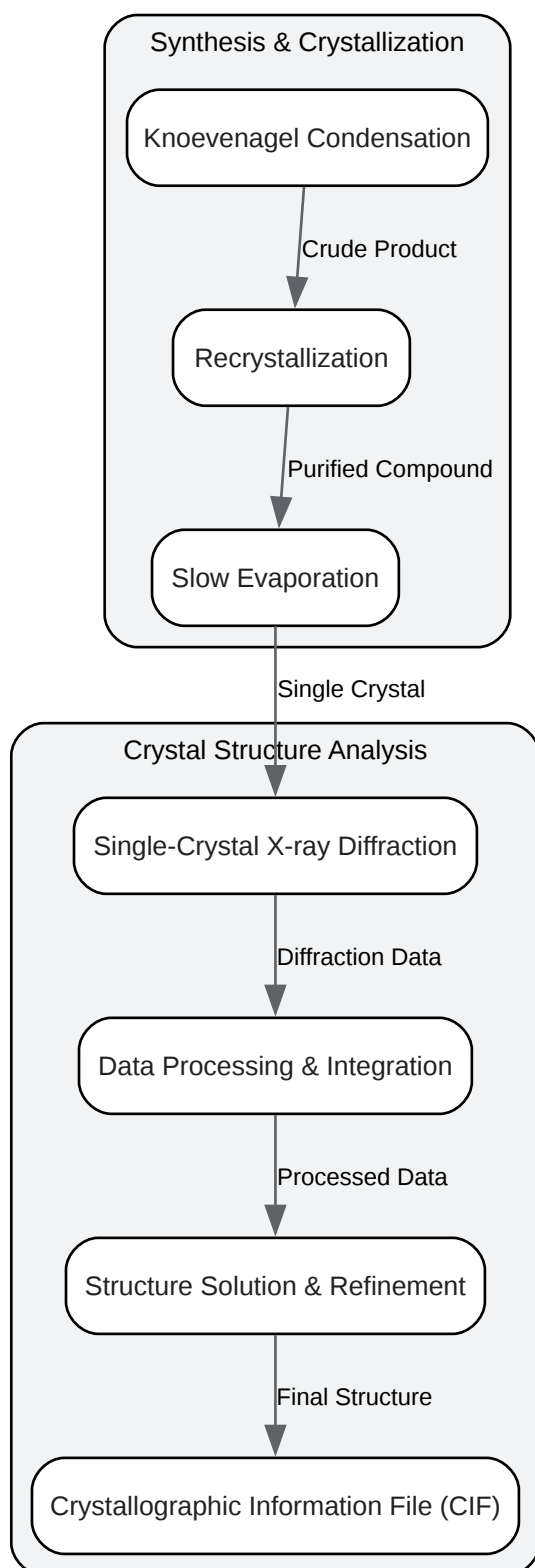 Synthesis & Crystallization
Knoevenagel Condensation
Crude Product
Recrystallization
Purified Compound
Slow Evaporation
Single Crystal
Crystal Structure Analysis
Single-Crystal X-ray Diffraction
Diffraction Data
Data Processing & Integration
Processed Data
Structure Solution & Refinement
Final Structure
Crystallographic Information File (CIF)